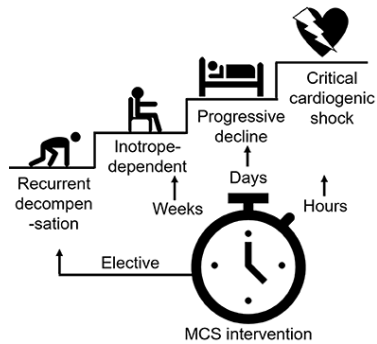 Critical
cardiogenic
shock
Progressive
decline
Inotrope-
dependent
Recurrent
decompen
-sation
Days
Weeks
Hours
Elective
MCS intervention